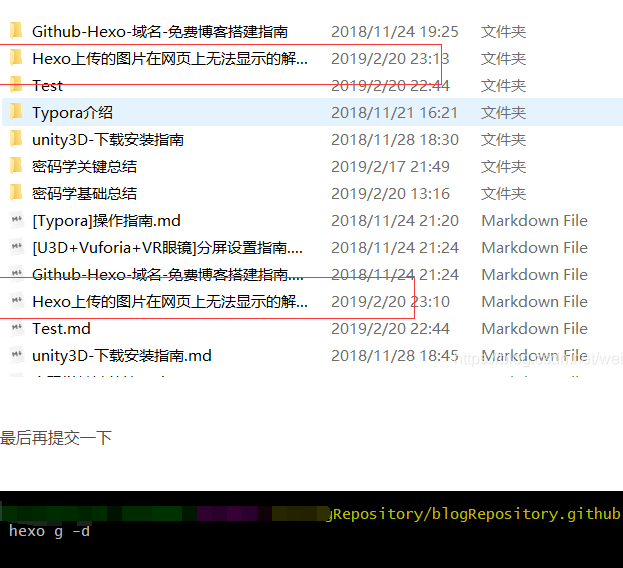 Github-Hexo-域名-免费博客搭建指南 2018/11/24 19:25 文件夹
Hexo上传的图片在网页上无法显示的解... 2019/2/20 23:13 文件夹
Test 2019/2/20 22:44 文件夹
Typora介绍 2018/11/21 16:21 文件夹
unity3D-下载安装指南 2018/11/28 18:30 文件夹
密码学关键总结 2019/2/17 21:49 文件夹
密码学基础总结 2019/2/20 13:16 文件夹
[Typora]操作指南.md 2018/11/24 21:20 Markdown File
[U3D+Vuforia+VR眼镜]分屏设置指南.... 2018/11/24 21:24 Markdown File
Github-Hexo-域名-免费博客搭建指南.... 2018/11/24 21:24 Markdown File
Hexo上传的图片在网页上无法显示的解... 2019/2/20 23:10 Markdown File
Test.md 2019/2/20 22:44 Markdown File
unity3D-下载安装指南.md 2018/11/28 18:45 Markdown File
最后再提交一下
gRepository/blogRepository.github
hexo g -d